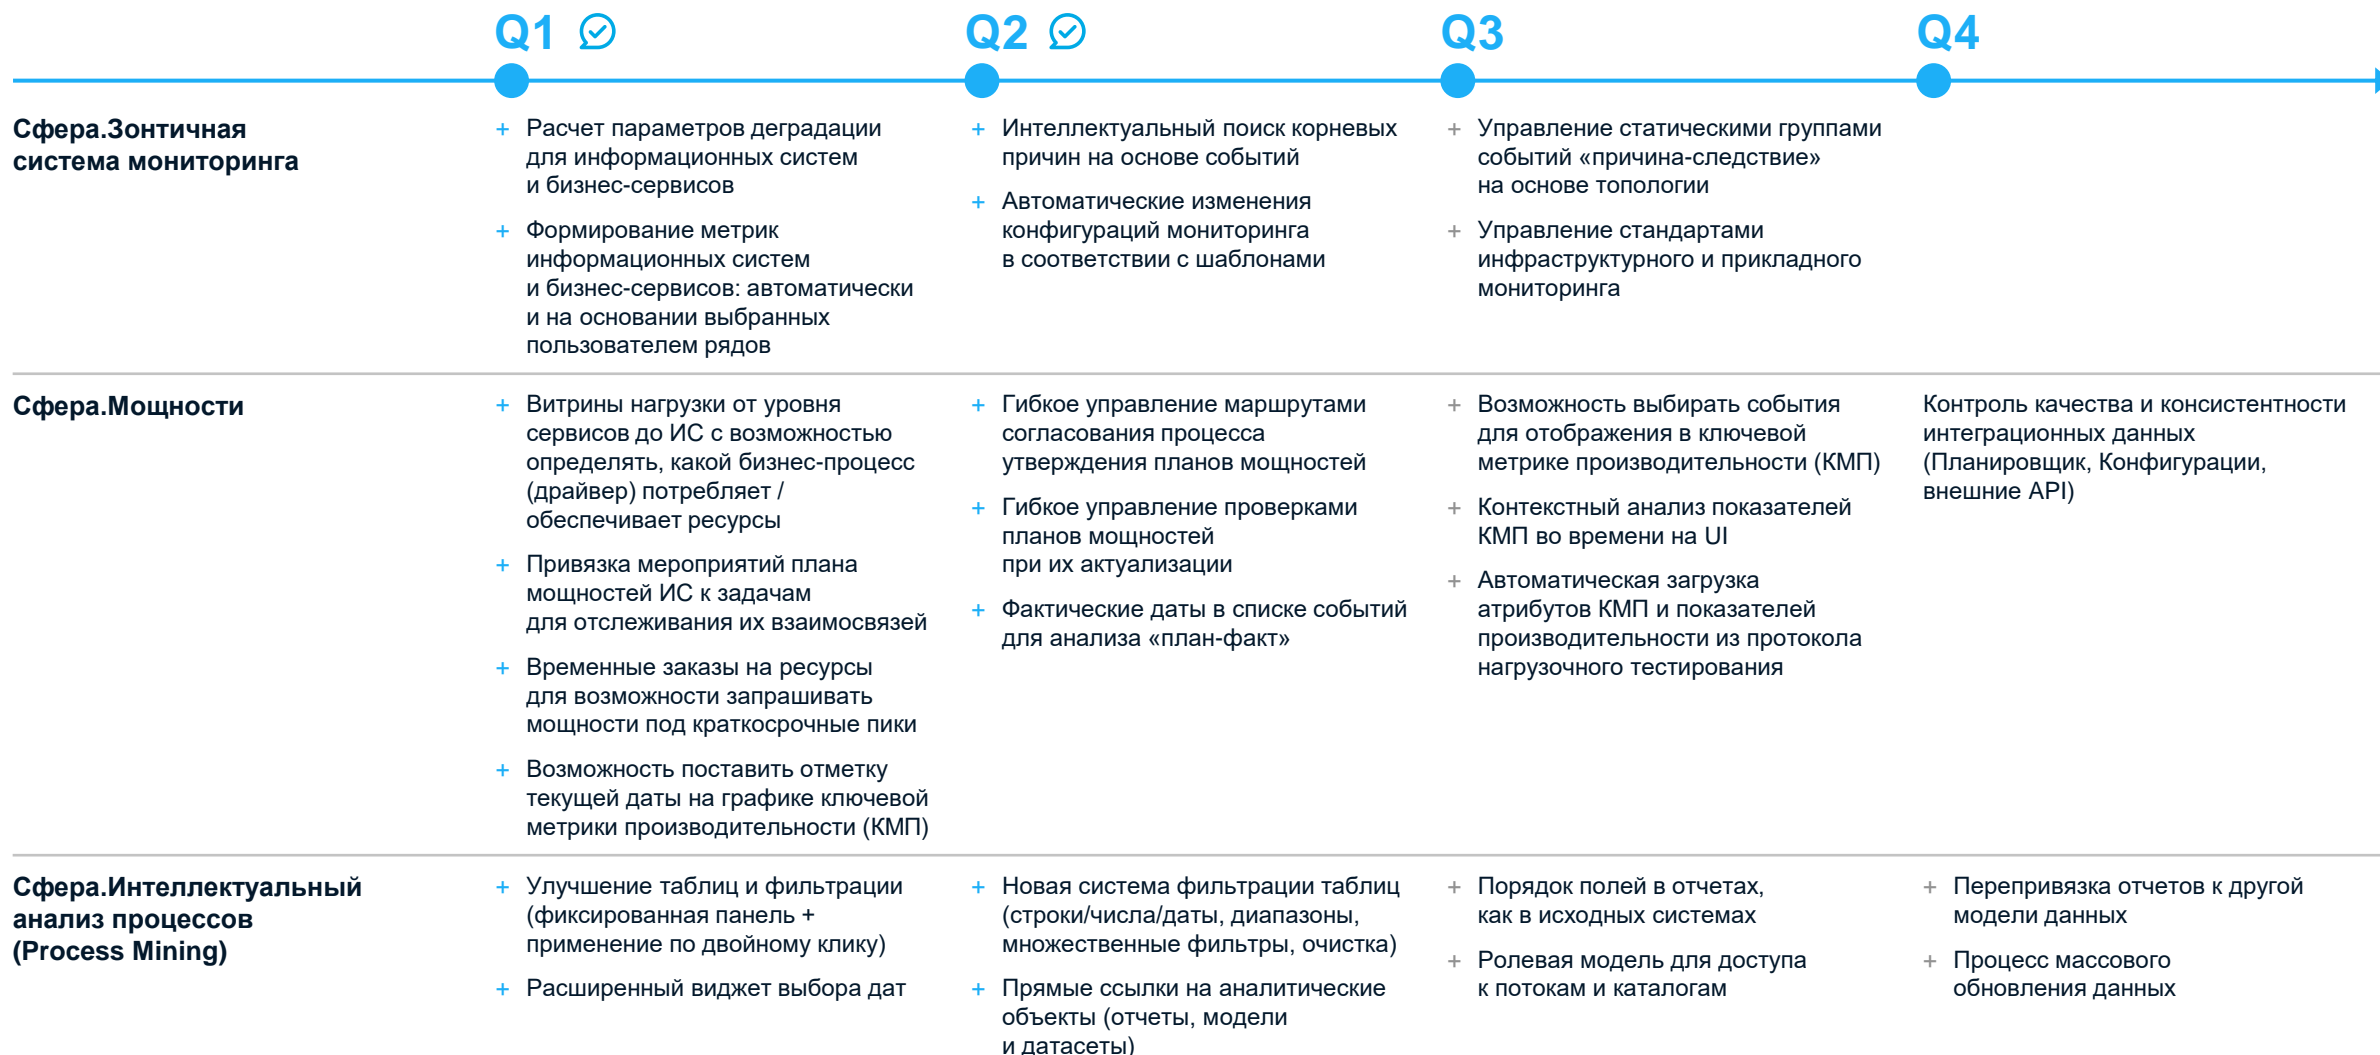 Q1
Q2
Q3
Q4
Сфера.Зонтичная
система мониторинга
+ Расчет параметров деградации
для информационных систем
и бизнес-сервисов
+ Формирование метрик
информационных систем
и бизнес-сервисов: автоматически
и на основании выбранных
пользователем рядов
+ Интеллектуальный поиск корневых
причин на основе событий
+ Автоматические изменения
конфигураций мониторинга
в соответствии с шаблонами
+ Управление статическими группами
событий «причина-следствие»
на основе топологии
+ Управление стандартами
инфраструктурного и прикладного
мониторинга
Сфера.Мощности
+ Витрины нагрузки от уровня
сервисов до ИС с возможностью
определять, какой бизнес-процесс
(драйвер) потребляет /
обеспечивает ресурсы
+ Привязка мероприятий плана
мощностей ИС к задачам
для отслеживания их взаимосвязей
+ Временные заказы на ресурсы
для возможности запрашивать
мощности под краткосрочные пики
+ Возможность поставить отметку
текущей даты на графике ключевой
метрики производительности (КМП)
+ Гибкое управление маршрутами
согласования процесса
утверждения планов мощностей
+ Гибкое управление проверками
планов мощностей
при их актуализации
+ Фактические даты в списке событий
для анализа «план-факт»
+ Возможность выбирать события
для отображения в ключевой
метрике производительности (КМП)
+ Контекстный анализ показателей
КМП во времени на UI
+ Автоматическая загрузка
атрибутов КМП и показателей
производительности из протокола
нагрузочного тестирования
Контроль качества и консистентности
интеграционных данных
(Планировщик, Конфигурации,
внешние API)
Сфера.Интеллектуальный
анализ процессов
(Process Mining)
+ Улучшение таблиц и фильтрации
(фиксированная панель +
применение по двойному клику)
+ Расширенный виджет выбора дат
+ Новая система фильтрации таблиц
(строки/числа/даты, диапазоны,
множественные фильтры, очистка)
+ Прямые ссылки на аналитические
объекты (отчеты, модели
и датасеты)
+ Порядок полей в отчетах,
как в исходных системах
+ Ролевая модель для доступа
к потокам и каталогам
+ Перепривязка отчетов к другой
модели данных
+ Процесс массового
обновления данных